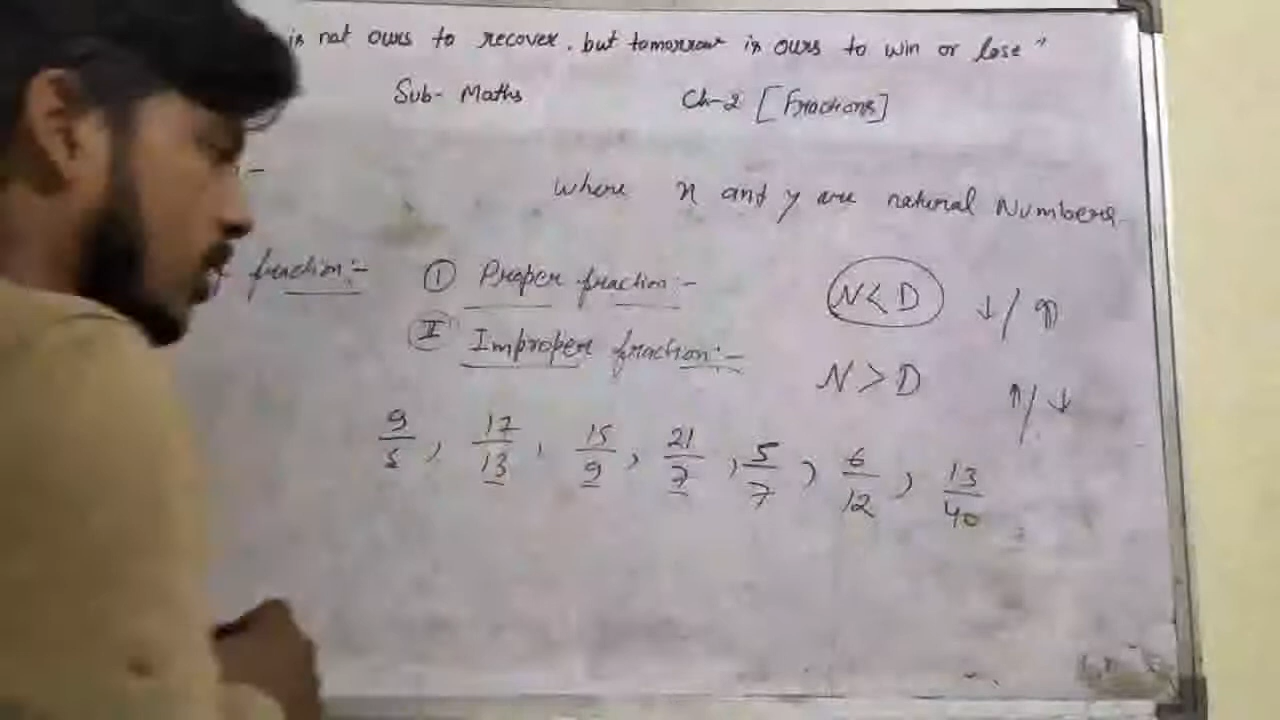 is not ours to recover, but tomorrow is ours to win or lose"
Sub- Maths Ch-2 [Fractions]
where x and y are natural Numbers.
fraction:- (I) Proper fraction:- N<D ↓/↑
(II) Improper fraction:- N>D ↑/↓
9/5, 17/13, 15/9, 21/7, 5/7, 6/12, 13/40